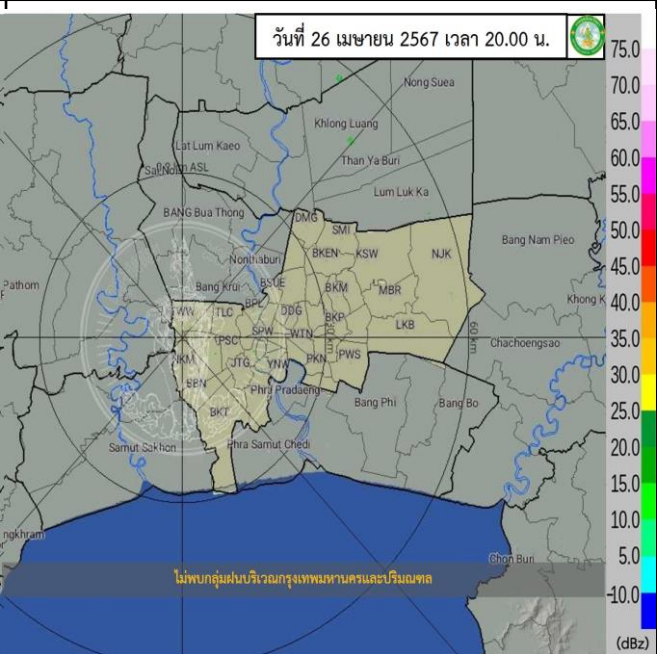 วันที่ 26 เมษายน 2567 เวลา 20.00 น.
75.0
70.0
65.0
60.0
55.0
50.0
45.0
40.0
35.0
30.0
25.0
20.0
15.0
10.0
5.0
-10.0
(dBz)
Nong Suea
Khlong Luang
Lat Lum Kaeo
Than Ya Buri
Lum Luk Ka
BANG Bua Thong
DMG
SMI
Bang Nam Pieo
Nonthaburi
BKEN
KSW
NJK
Pathom
Bang Krui
BSUE
BKM
MBR
Khong K
TWW
TLC
BPL
DDG
BKP
LKB
PSC
SPW
WTN
30 km
60 km
Chachoengsao
NKM
JTG
YNW
PKN
PWS
BBN
Phra Pradaeng
BKT
Bang Phi
Bang Bo
Samut Sakhon
Phra Samut Chedi
ngkhram
Chon Buri
ไม่พบกลุ่มฝนบริเวณกรุงเทพมหานครและปริมณฑล